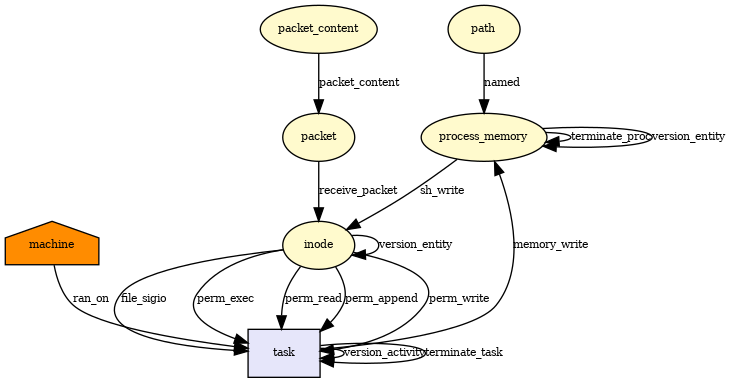 packet_content
path
packet_content
named
packet
process_memory
terminate_proc
version_entity
receive_packet
sh_write
machine
inode
version_entity
memory_write
ran_on
file_sigio
perm_exec
perm_read
perm_append
perm_write
task
version_activity
terminate_task